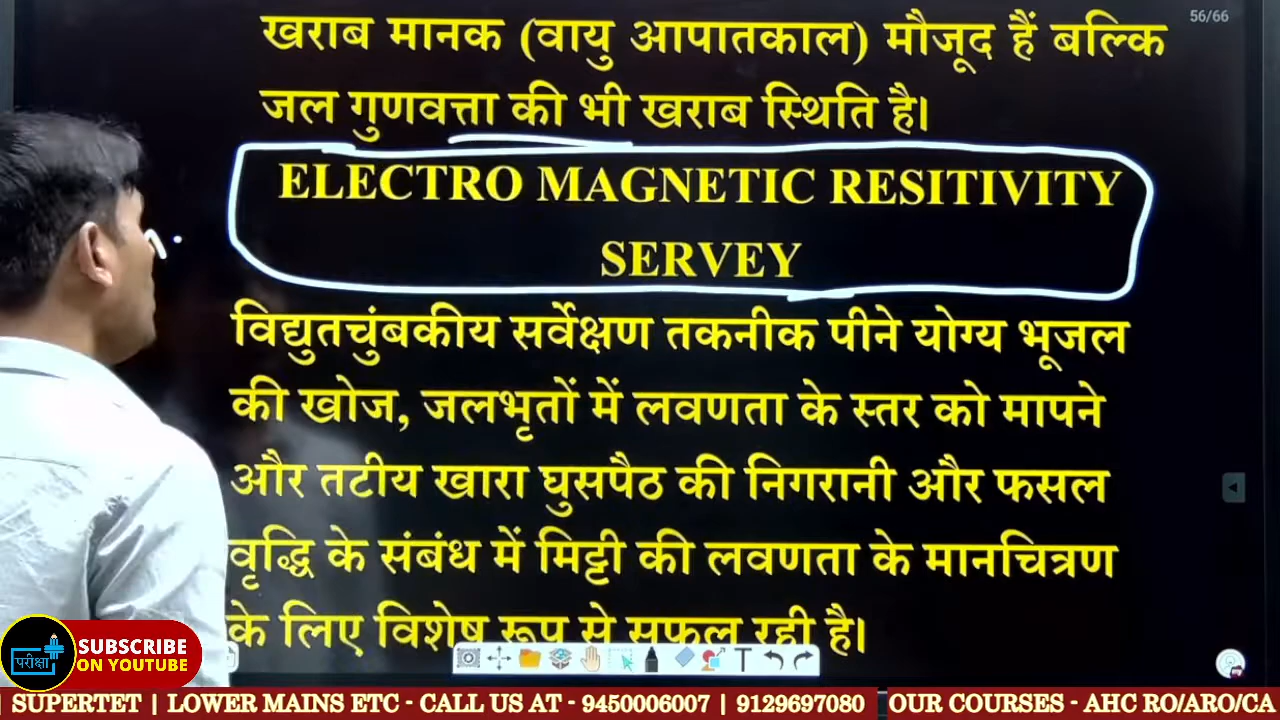 56/66
खराब मानक (वायु आपातकाल) मौजूद हैं बल्कि
जल गुणवत्ता की भी खराब स्थिति है।
ELECTRO MAGNETIC RESITIVITY
SERVEY
विद्युतचुंबकीय सर्वेक्षण तकनीक पीने योग्य भूजल
की खोज, जलभृतों में लवणता के स्तर को मापने
और तटीय खारा घुसपैठ की निगरानी और फसल
वृद्धि के संबंध में मिट्टी की लवणता के मानचित्रण
के लिए विशेष रूप से सफल रही है।
परीक्षा
SUBSCRIBE
ON YOUTUBE
T
| SUPERTET | LOWER MAINS ETC - CALL US AT - 9450006007 | 9129697080 OUR COURSES - AHC RO/ARO/CA